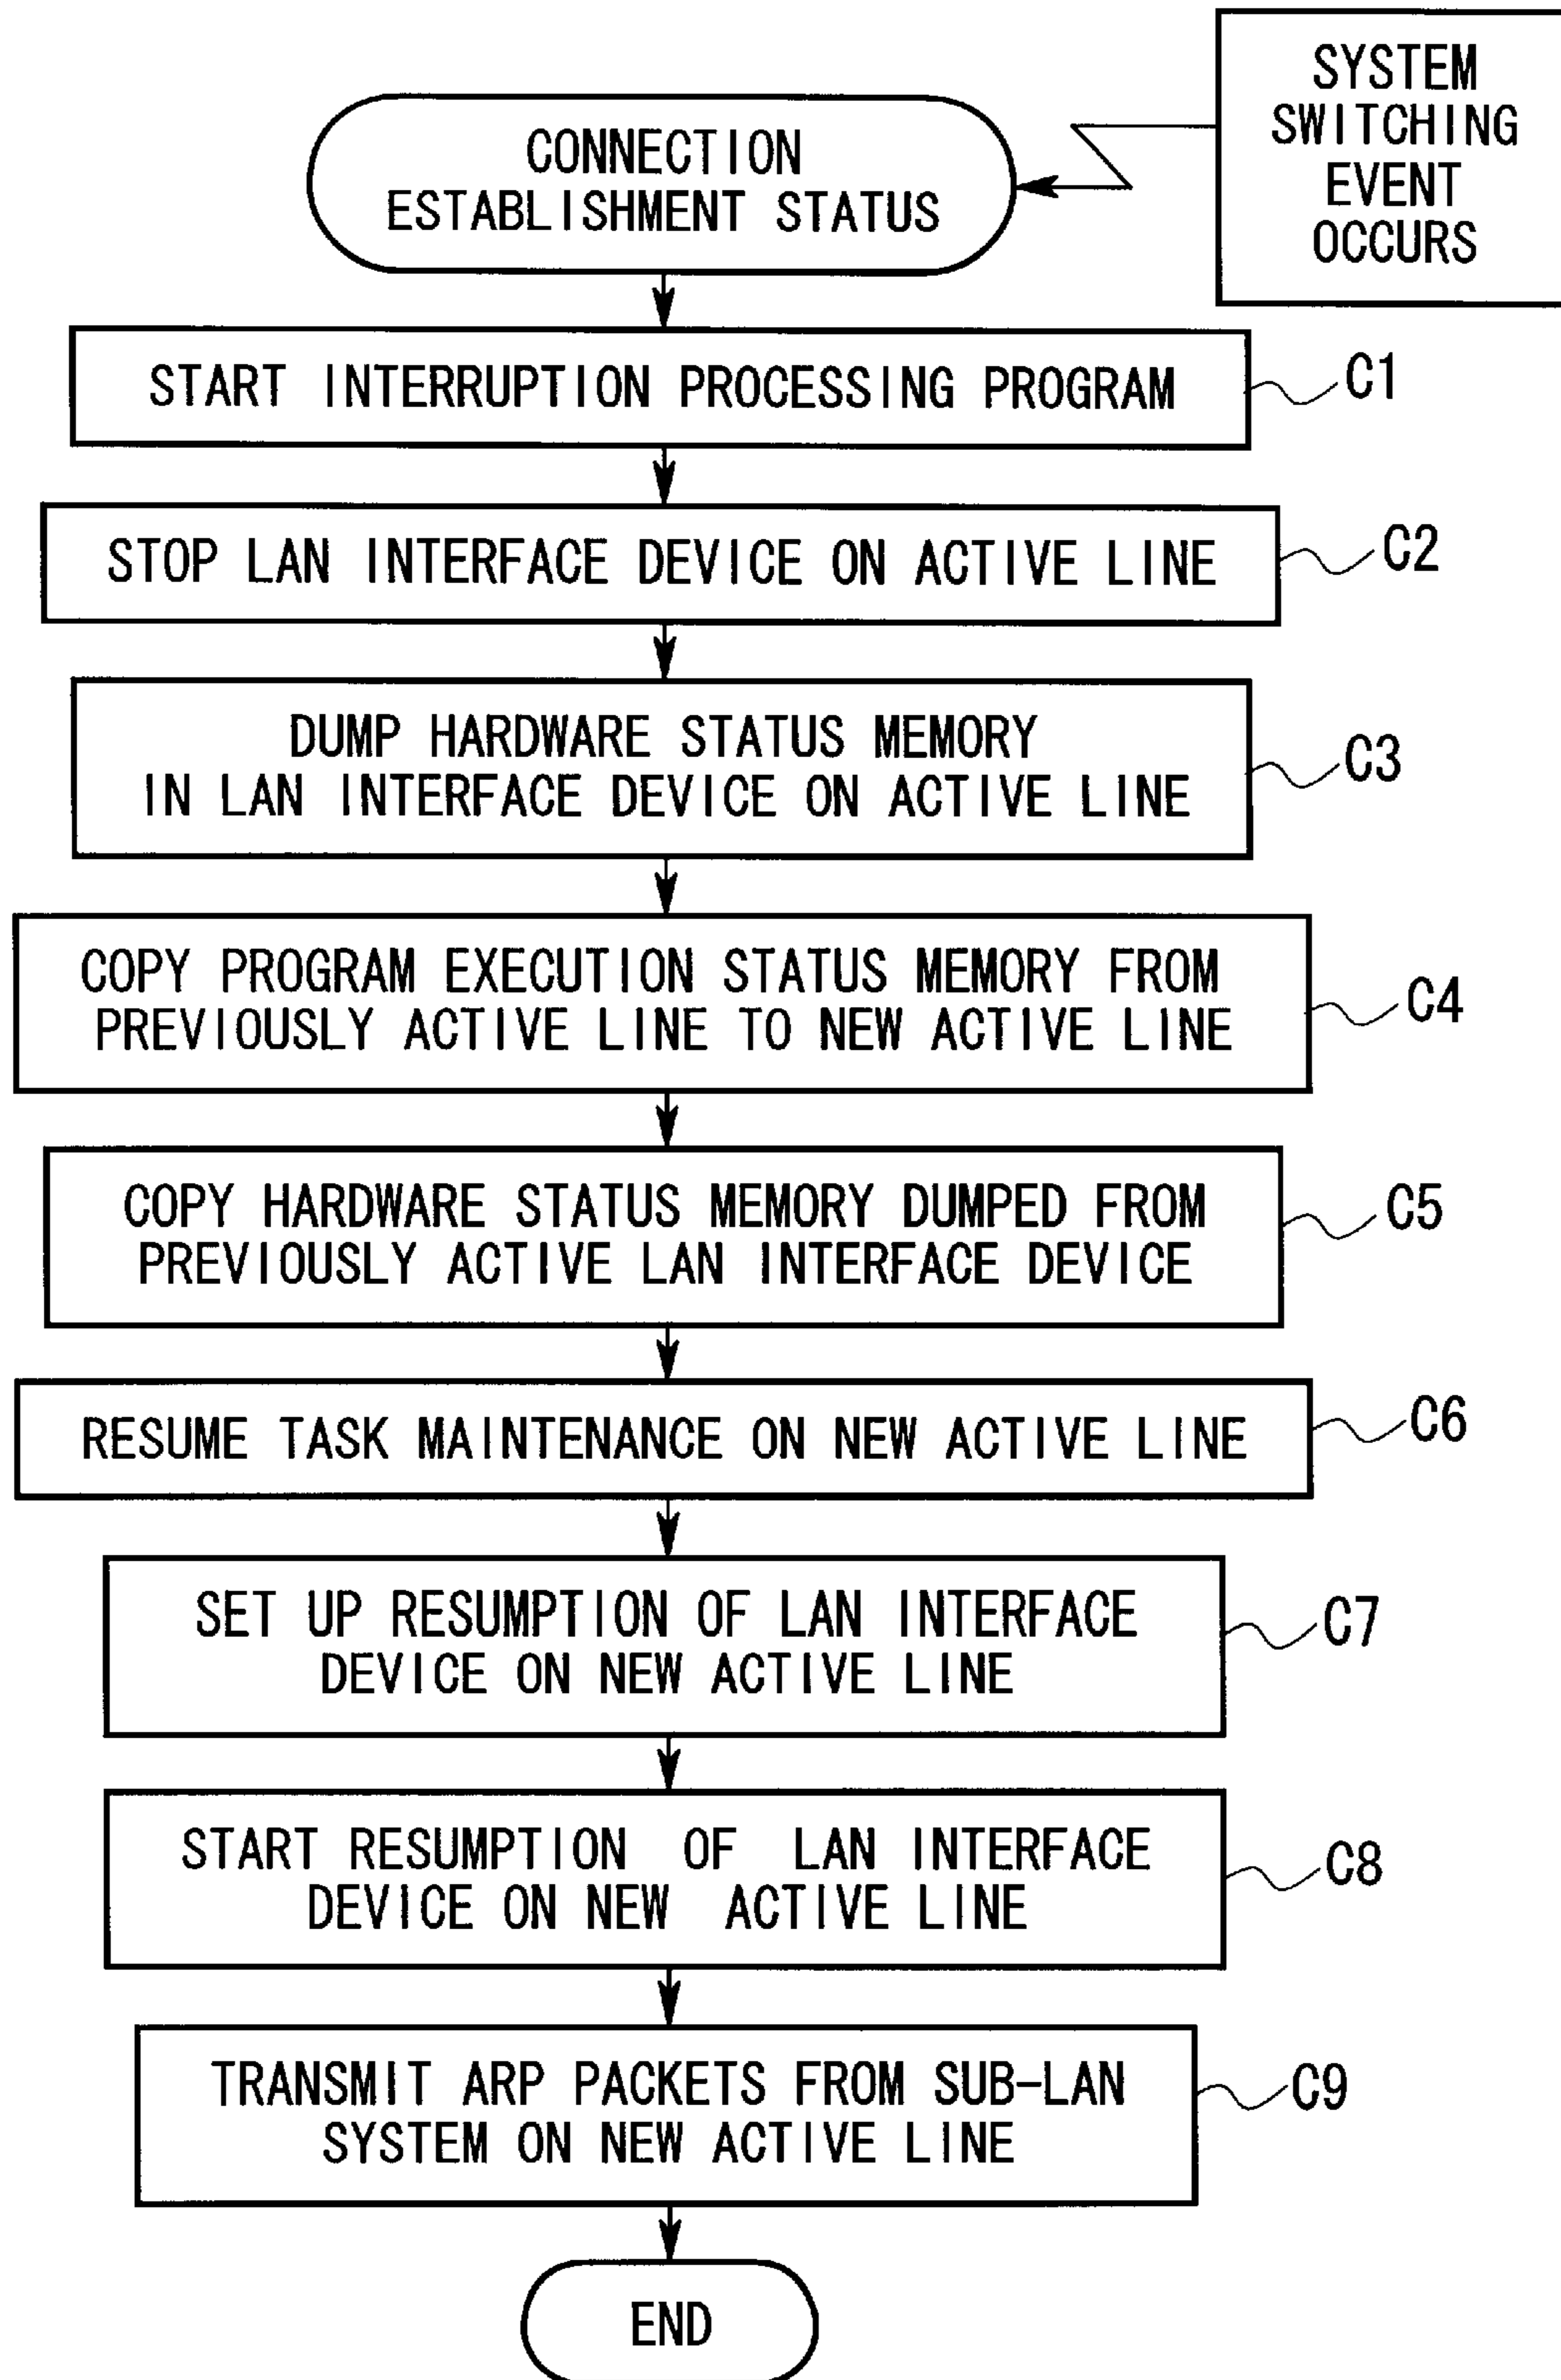 SYSTEM
SWITCHING
EVENT
OCCURS
CONNECTION
ESTABLISHMENT STATUS
START INTERRUPTION PROCESSING PROGRAM
C1
STOP LAN INTERFACE DEVICE ON ACTIVE LINE
C2
DUMP HARDWARE STATUS MEMORY
IN LAN INTERFACE DEVICE ON ACTIVE LINE
C3
COPY PROGRAM EXECUTION STATUS MEMORY FROM
PREVIOUSLY ACTIVE LINE TO NEW ACTIVE LINE
C4
COPY HARDWARE STATUS MEMORY DUMPED FROM
PREVIOUSLY ACTIVE LAN INTERFACE DEVICE
C5
RESUME TASK MAINTENANCE ON NEW ACTIVE LINE
C6
SET UP RESUMPTION OF LAN INTERFACE
DEVICE ON NEW ACTIVE LINE
C7
START RESUMPTION OF LAN INTERFACE
DEVICE ON NEW ACTIVE LINE
C8
TRANSMIT ARP PACKETS FROM SUB-LAN
SYSTEM ON NEW ACTIVE LINE
C9
END